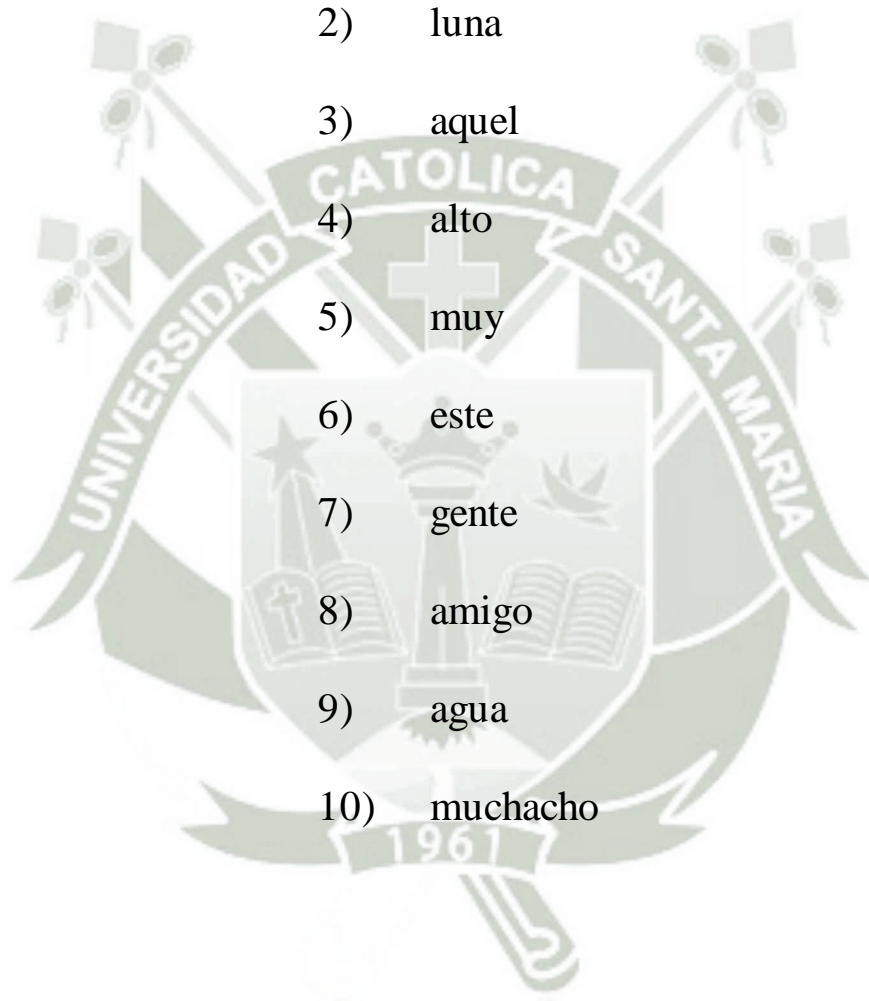 2) luna
3) aquel
CATOLICA
4) alto
UNIVERSIDAD
SANTA MARIA
5) muy
6) este
7) gente
8) amigo
9) agua
10) muchacho
1961